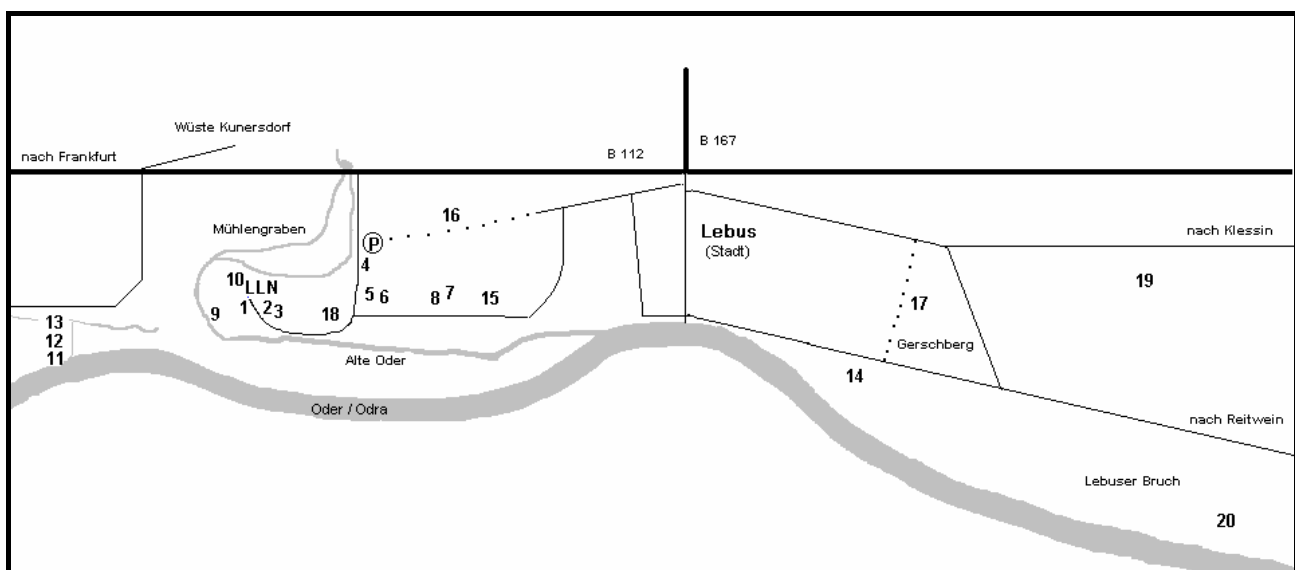 Wüste Kunersdorf
nach Frankfurt
B 112
B 167
16
Mühlengraben
Lebus
(Stadt)
nach Klessin
P
4
10
LLN
19
5
6
8
7
15
17
9
1
2
3
18
13
12
11
Gerschberg
Alte Oder
14
Oder / Odra
nach Reitwein
Lebuser Bruch
20